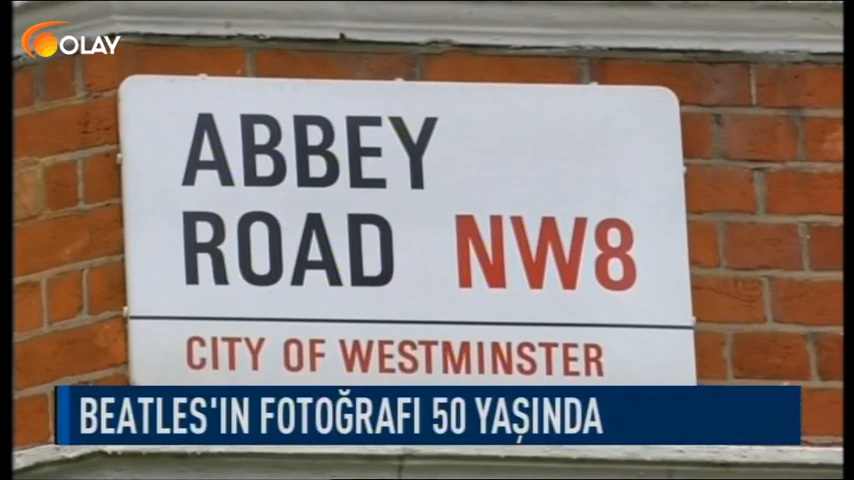 OLAY
ABBEY
ROAD NW8
CITY OF WESTMINSTER
BEATLES'IN FOTOĞRAFI 50 YAŞINDA